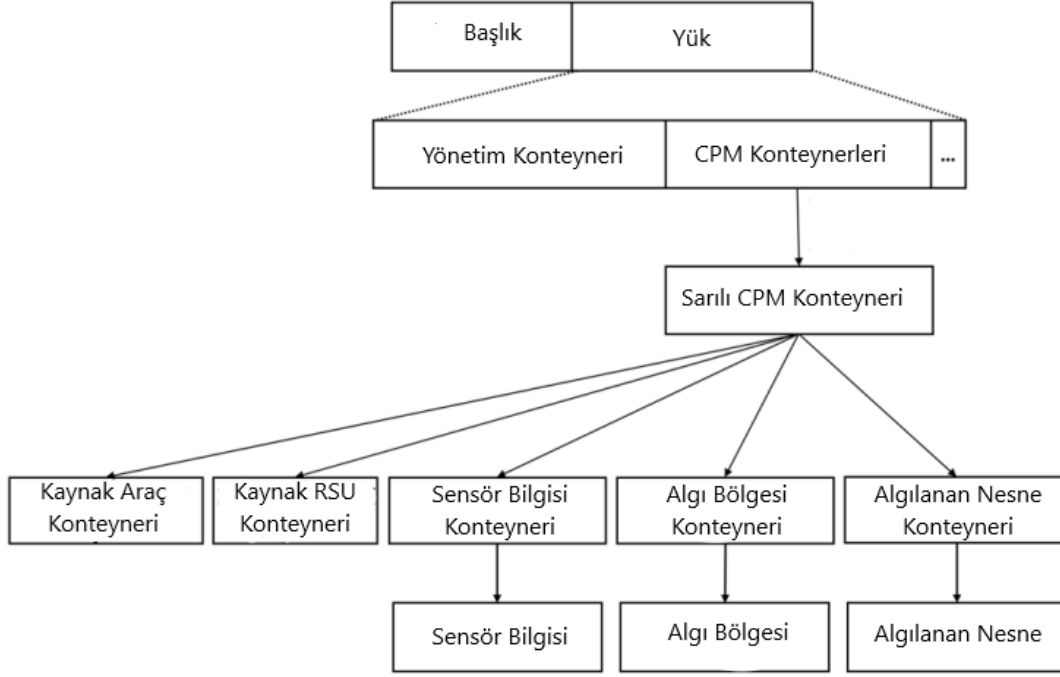 Başlık
Yük
Yönetim Konteyneri
CPM Konteynerleri
...
Sarılı CPM Konteyneri
Kaynak Araç
Konteyneri
Kaynak RSU
Konteyneri
Sensör Bilgisi
Konteyneri
Algı Bölgesi
Konteyneri
Algılanan Nesne
Konteyneri
Sensör Bilgisi
Algı Bölgesi
Algılanan Nesne